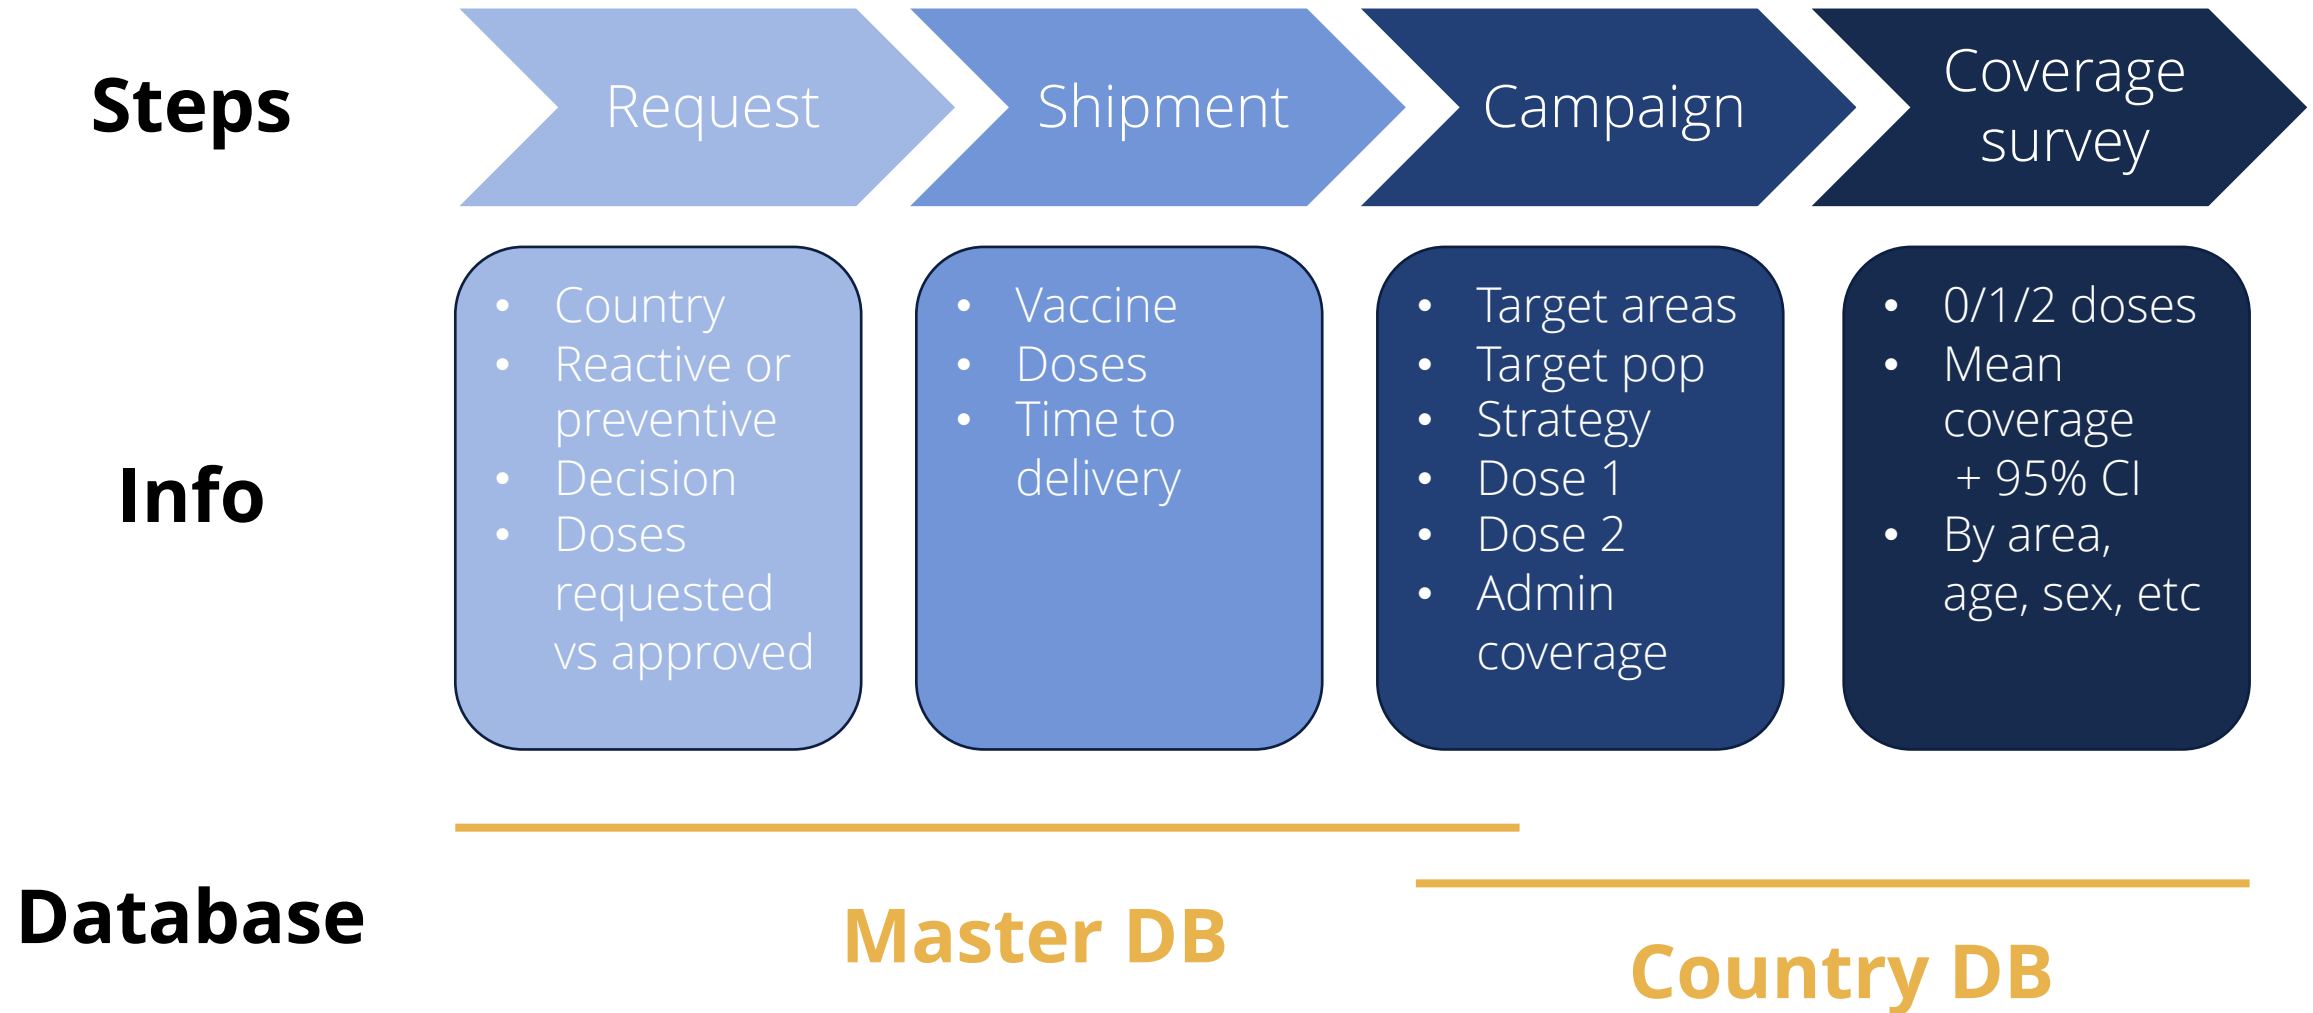 Steps
Request
Shipment
Campaign
Coverage
survey
Info
• Country
• Reactive or
preventive
• Decision
• Doses
requested
vs approved
• Vaccine
• Doses
• Time to
delivery
• Target areas
• Target pop
• Strategy
• Dose 1
• Dose 2
• Admin
coverage
• 0/1/2 doses
• Mean
coverage
+ 95% CI
• By area,
age, sex, etc
Database
Master DB
Country DB